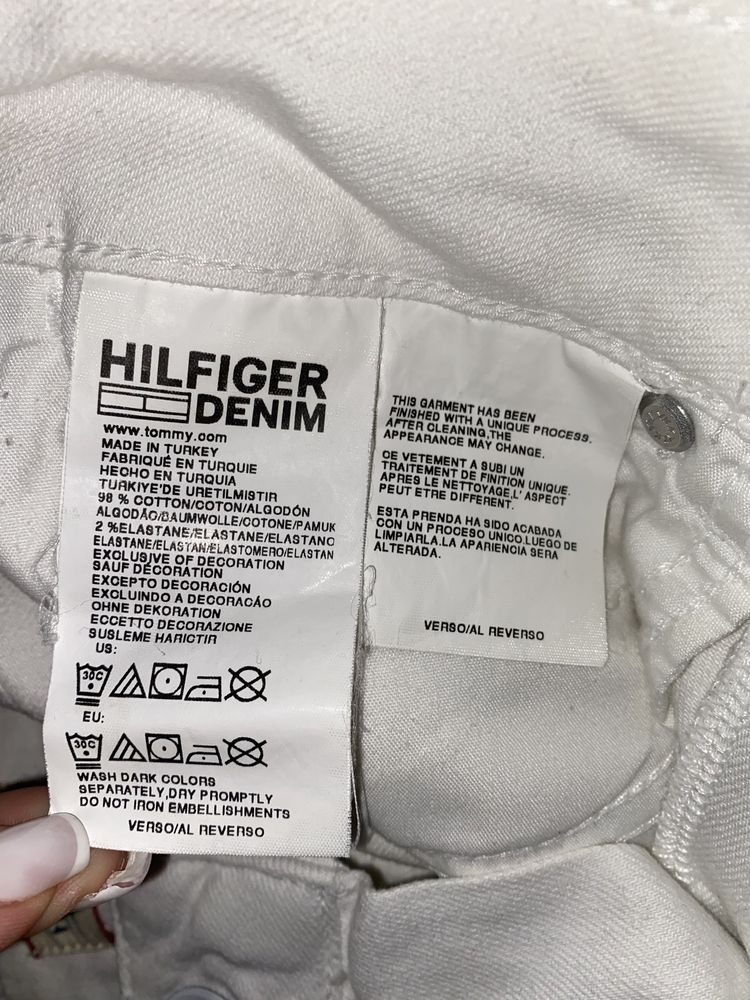 HILFIGER
DENIM
www.tommy.com
MADE IN TURKEY
FABRIQUÉ EN TURQUIE
HECHO EN TURQUIA
TURKIYE'DE URETILMISTIR
98 % COTTON/COTON/ALGODÓN
ALGODÃO/BAUMWOLLE/COTONE/PAMUK
2 %ELASTANE/ELASTANE/ELASTANO
ELASTANE/ELASTAN/ELASTOMERO/ELASTAN
EXCLUSIVE OF DECORATION
SAUF DÉCORATION
EXCEPTO DECORACIÓN
EXCLUINDO A DECORACÃO
OHNE DEKORATION
ECCETTO DECORAZIONE
SUSLEME HARICTIR
US:
30C
EU:
30C
WASH DARK COLORS
SEPARATELY,DRY PROMPTLY
DO NOT IRON EMBELLISHMENTS
VERSO/AL REVERSO
THIS GARMENT HAS BEEN
FINISHED WITH A UNIQUE PROCESS.
AFTER CLEANING,THE
APPEARANCE MAY CHANGE.
CE VETEMENT A SUBI UN
TRAITEMENT DE FINITION UNIQUE.
APRES LE NETTOYAGE,L' ASPECT
PEUT ETRE DIFFERENT.
ESTA PRENDA HA SIDO ACABADA
CON UN PROCESO UNICO.LUEGO DE
LIMPIARLA.LA APARIENCIA SERA
ALTERADA.
VERSO/AL REVERSO